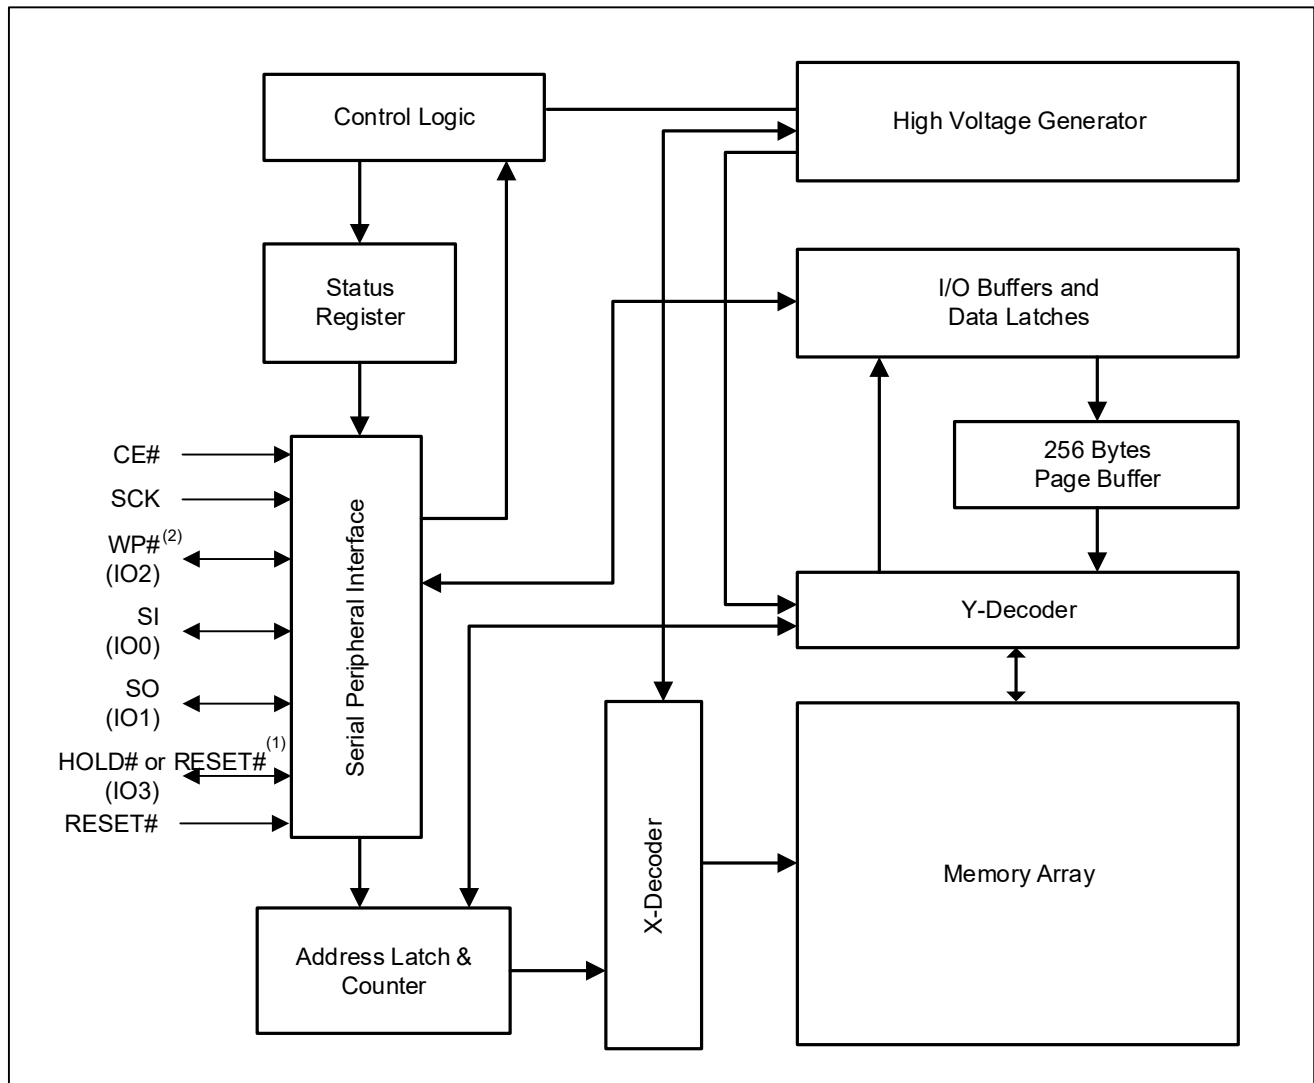 Control Logic
High Voltage Generator
Status
Register
I/O Buffers and
Data Latches
256 Bytes
Page Buffer
CE#
SCK
WP#(2)
(IO2)
SI
(IO0)
SO
(IO1)
HOLD# or RESET#(1)
(IO3)
RESET#
Serial Peripheral Interface
Y-Decoder
X-Decoder
Memory Array
Address Latch &
Counter